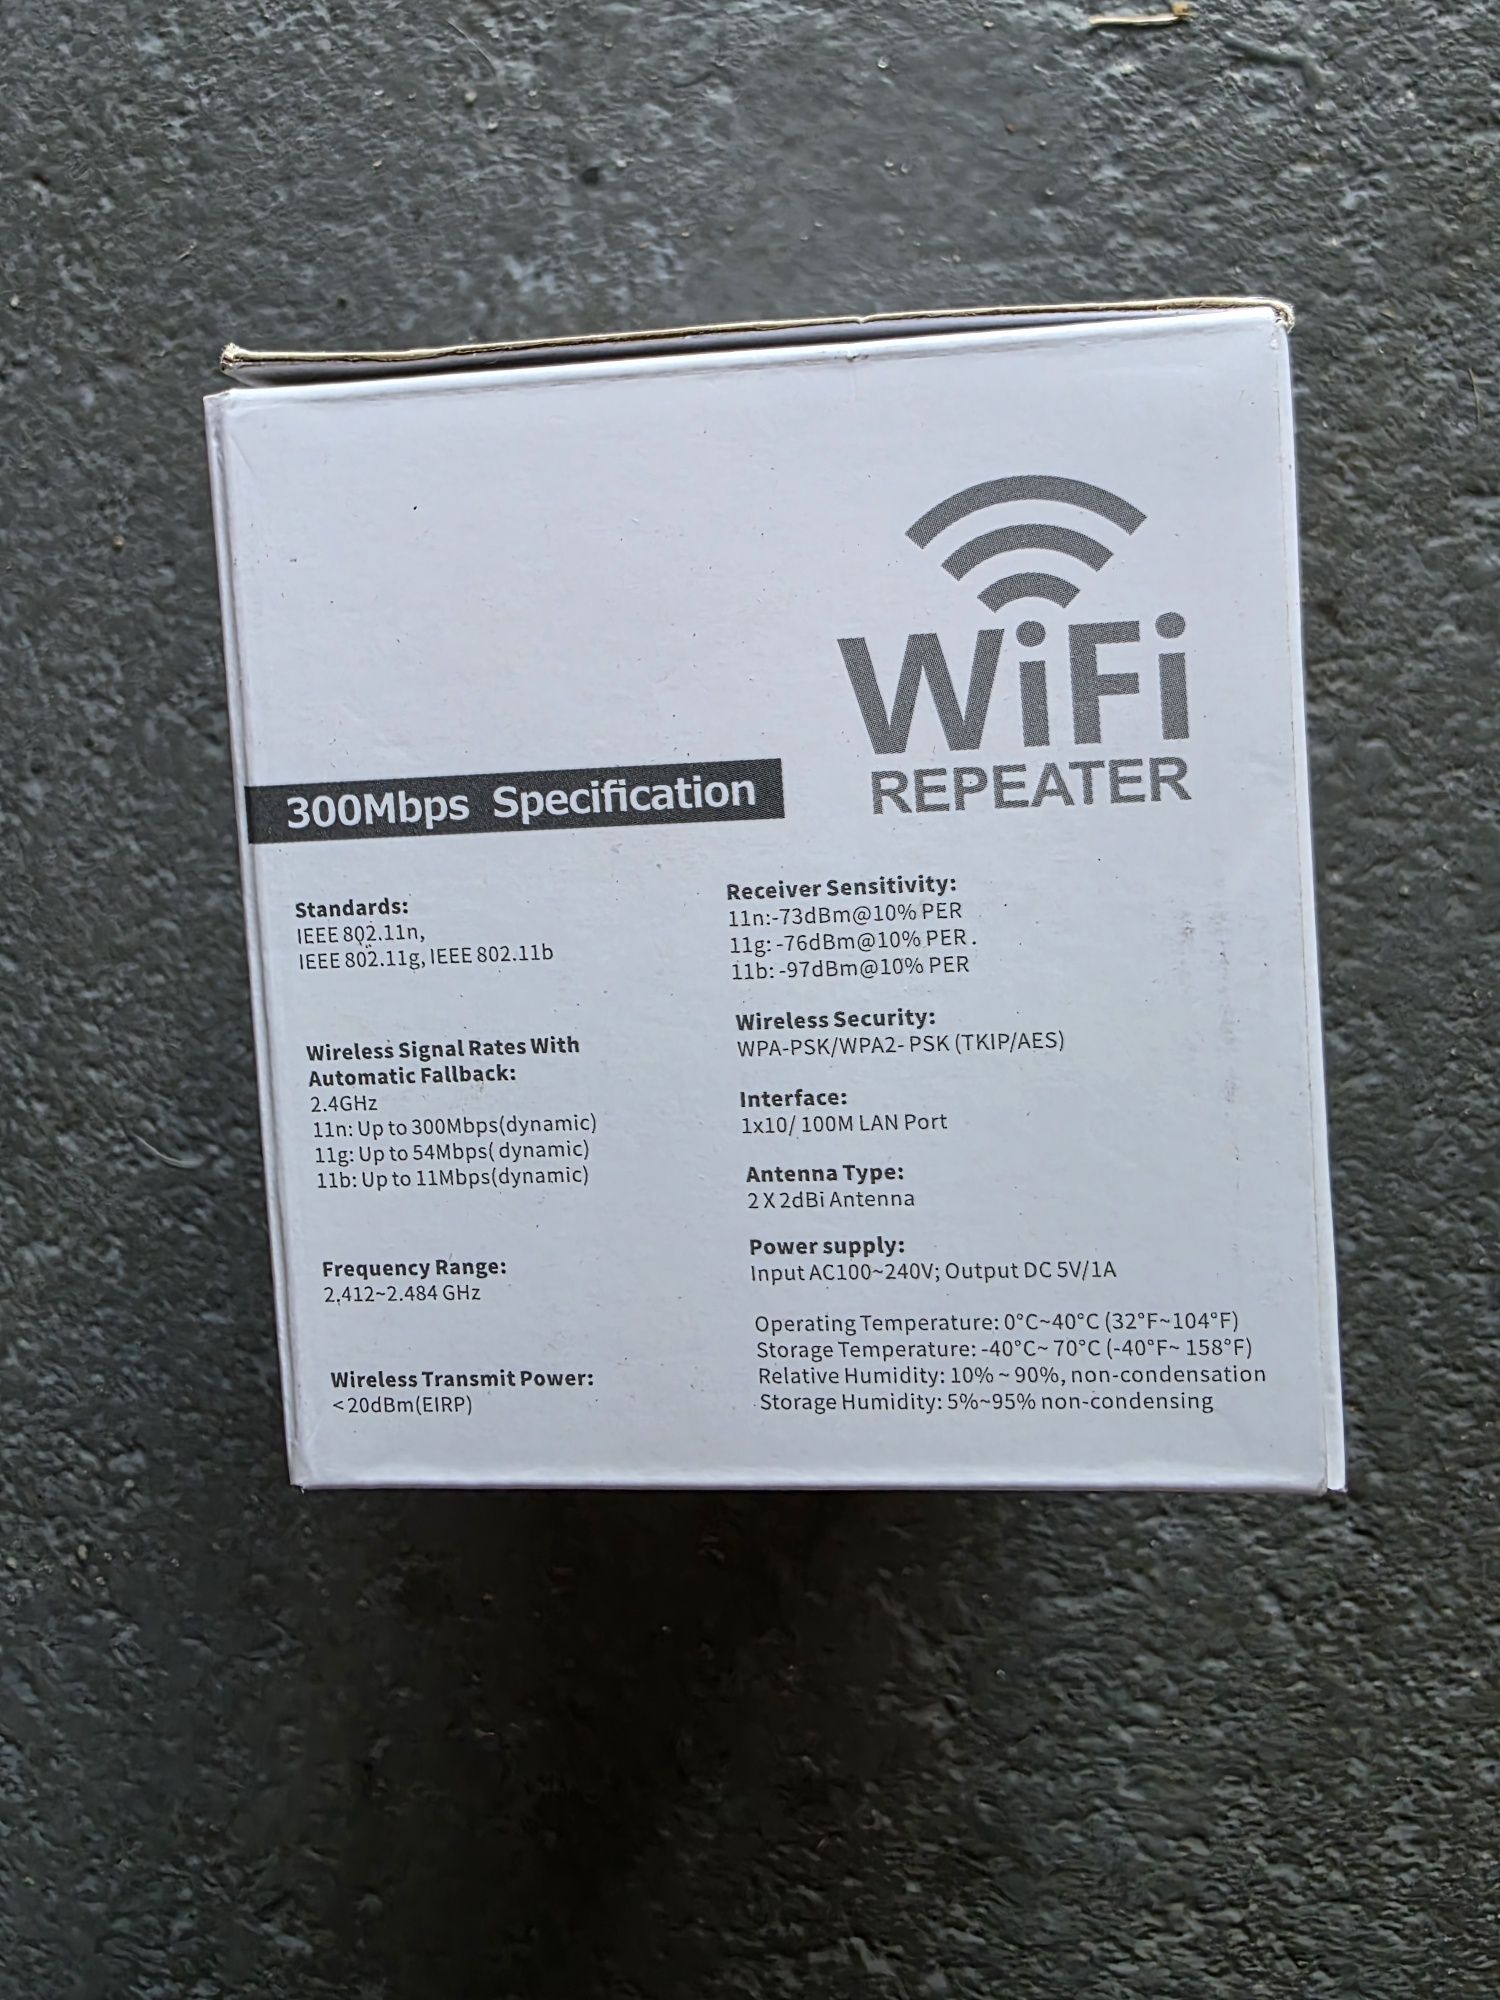 WiFi
REPEATER
300Mbps Specification
Standards:
IEEE 802.11n,
IEEE 802.11g, IEEE 802.11b
Wireless Signal Rates With
Automatic Fallback:
2.4GHz
11n: Up to 300Mbps(dynamic)
11g: Up to 54Mbps( dynamic)
11b: Up to 11Mbps(dynamic)
Frequency Range:
2.412~2.484 GHz
Wireless Transmit Power:
<20dBm(EIRP)
Receiver Sensitivity:
11n:-73dBm@10% PER
11g: -76dBm@10% PER.
11b: -97dBm@10% PER
Wireless Security:
WPA-PSK/WPA2- PSK (TKIP/AES)
Interface:
1x10/ 100M LAN Port
Antenna Type:
2 X 2dBi Antenna
Power supply:
Input AC100~240V; Output DC 5V/1A
Operating Temperature: 0°C~40°C (32°F~104°F)
Storage Temperature: -40°C~ 70°C (-40°F~ 158°F)
Relative Humidity: 10% ~ 90%, non-condensation
Storage Humidity: 5%~95% non-condensing